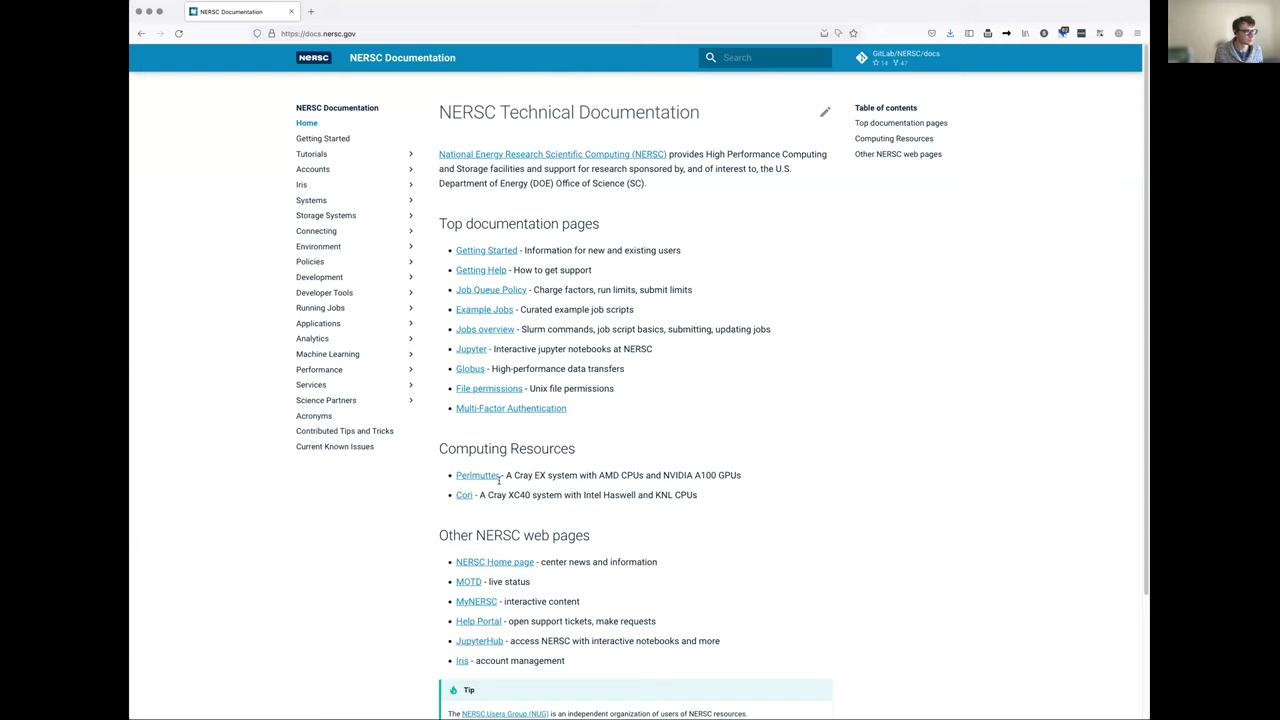 NERSC Documentation
https://docs.nersc.gov
NERSC
NERSC Documentation
Search
GitLab/NERSC/docs
14 47
NERSC Documentation
Home
Getting Started
Tutorials
Accounts
Iris
Systems
Storage Systems
Connecting
Environment
Policies
Development
Developer Tools
Running Jobs
Applications
Analytics
Machine Learning
Performance
Services
Science Partners
Acronyms
Contributed Tips and Tricks
Current Known Issues
NERSC Technical Documentation
National Energy Research Scientific Computing (NERSC) provides High Performance Computing
and Storage facilities and support for research sponsored by, and of interest to, the U.S.
Department of Energy (DOE) Office of Science (SC).
Top documentation pages
Getting Started - Information for new and existing users
Getting Help - How to get support
Job Queue Policy - Charge factors, run limits, submit limits
Example Jobs - Curated example job scripts
Jobs overview - Slurm commands, job script basics, submitting, updating jobs
Jupyter - Interactive jupyter notebooks at NERSC
Globus - High-performance data transfers
File permissions - Unix file permissions
Multi-Factor Authentication
Computing Resources
Perlmutter - A Cray EX system with AMD CPUs and NVIDIA A100 GPUs
Cori - A Cray XC40 system with Intel Haswell and KNL CPUs
Other NERSC web pages
NERSC Home page - center news and information
MOTD - live status
MyNERSC - interactive content
Help Portal - open support tickets, make requests
JupyterHub - access NERSC with interactive notebooks and more
Iris - account management
Tip
The NERSC Users Group (NUG) is an independent organization of users of NERSC resources.
Table of contents
Top documentation pages
Computing Resources
Other NERSC web pages